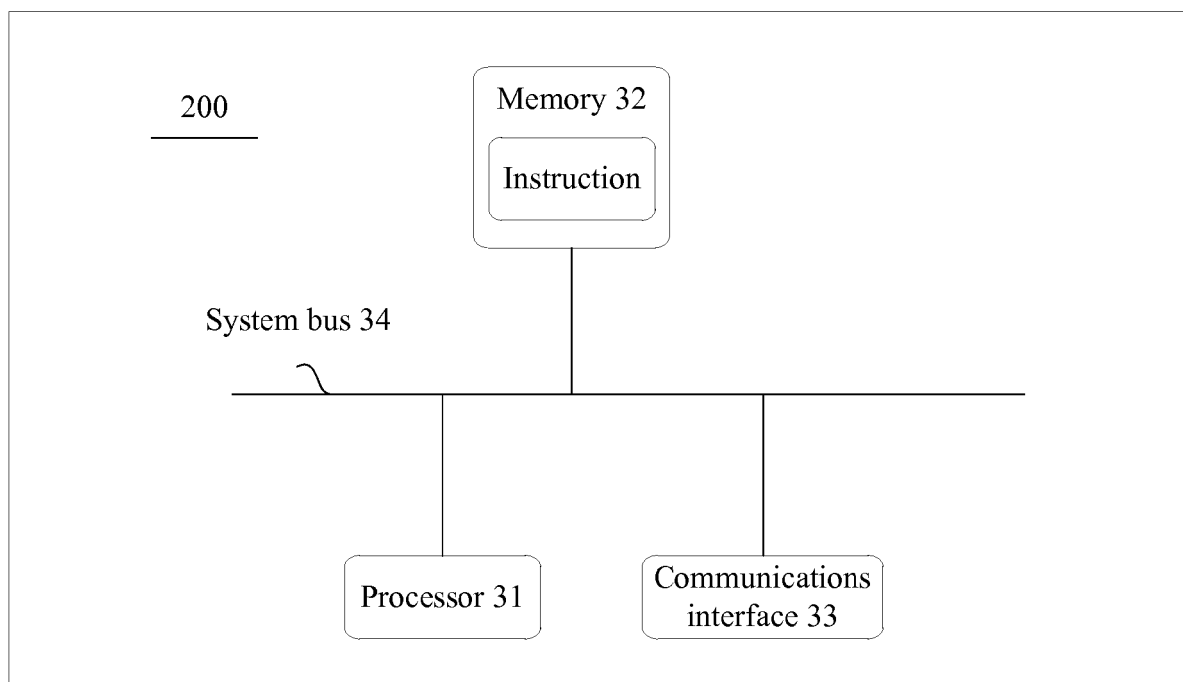 200
Memory 32
Instruction
System bus 34
Processor 31
Communications
interface 33